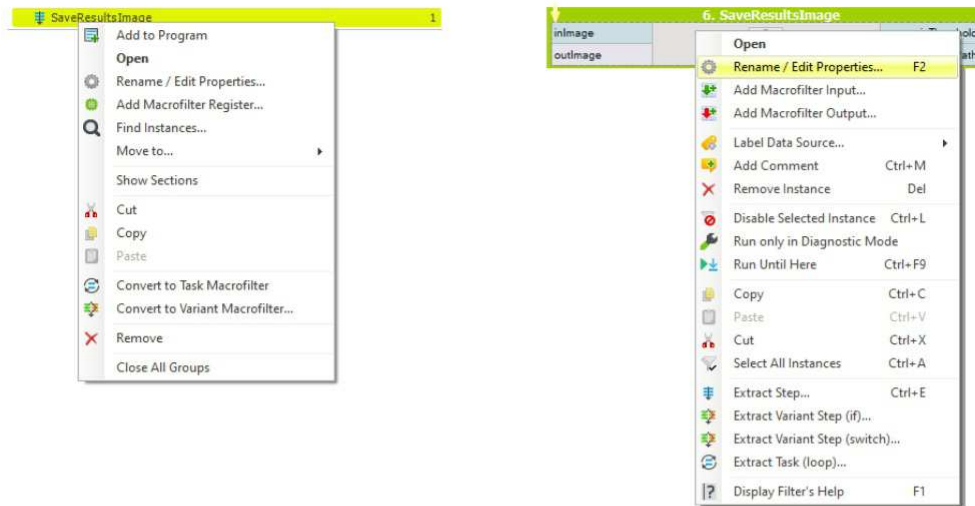 SaveResultsImage 1
Add to Program
Open
Rename / Edit Properties...
Add Macrofilter Register...
Find Instances...
Move to...
Show Sections
Cut
Copy
Paste
Convert to Task Macrofilter
Convert to Variant Macrofilter...
Remove
Close All Groups
6. SaveResultsImage
inImage
outImage
Open
Rename / Edit Properties... F2
Add Macrofilter Input...
Add Macrofilter Output...
Label Data Source...
Add Comment Ctrl+M
Remove Instance Del
Disable Selected Instance Ctrl+L
Run only in Diagnostic Mode
Run Until Here Ctrl+F9
Copy Ctrl+C
Paste Ctrl+V
Cut Ctrl+X
Select All Instances Ctrl+A
Extract Step... Ctrl+E
Extract Variant Step (if)...
Extract Variant Step (switch)...
Extract Task (loop)...
Display Filter's Help F1